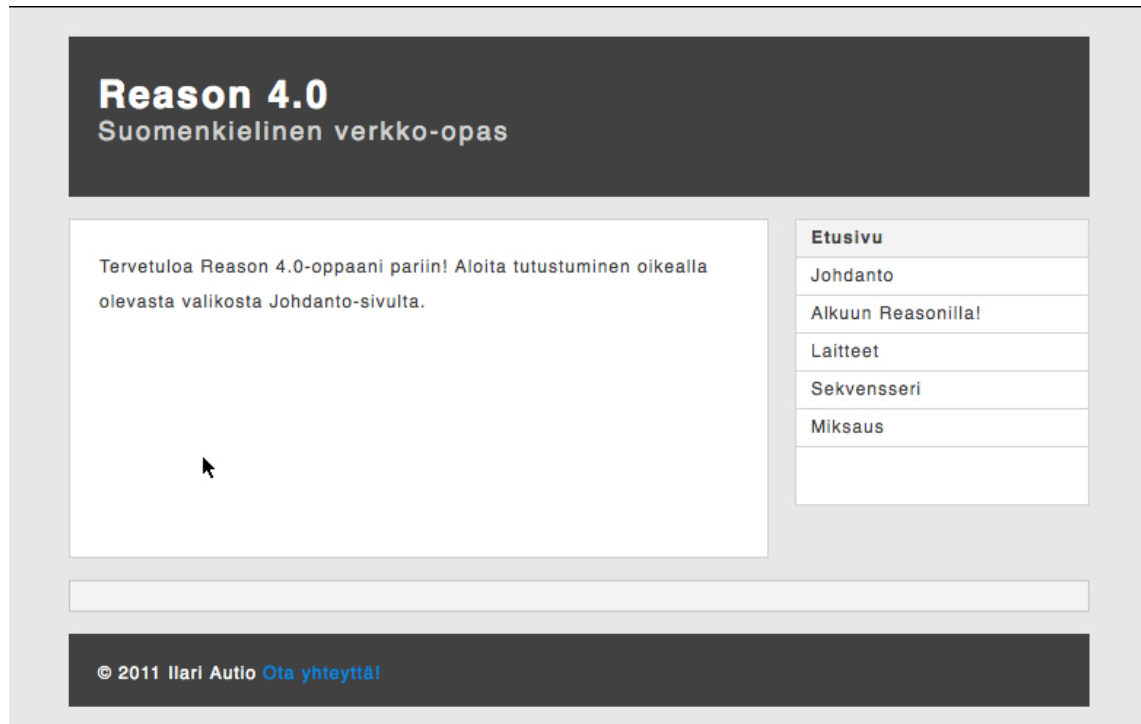 Reason 4.0
Suomenkielinen verkko-opas
Tervetuloa Reason 4.0-oppaani pariin! Aloita tutustuminen oikealla
olevasta valikosta Johdanto-sivulta.
Etusivu
Johdanto
Alkuun Reasonilla!
Laitteet
Sekvensseri
Miksaus
© 2011 Ilari Autio Ota yhteyttä!